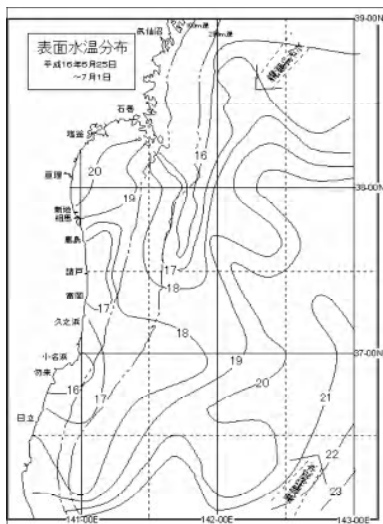 表面水温分布
平成16年6月25日
～7月1日
気仙沼
39-00N
石巻
塩釜
16
亘理
20
19
38-00N
新地
相馬
鹿島
請戸
17
18
富岡
17
久之浜
18
37-00N
小名浜
19
勿来
16
20
17
21
日立
22
23
141-00E
142-00E
143-00E